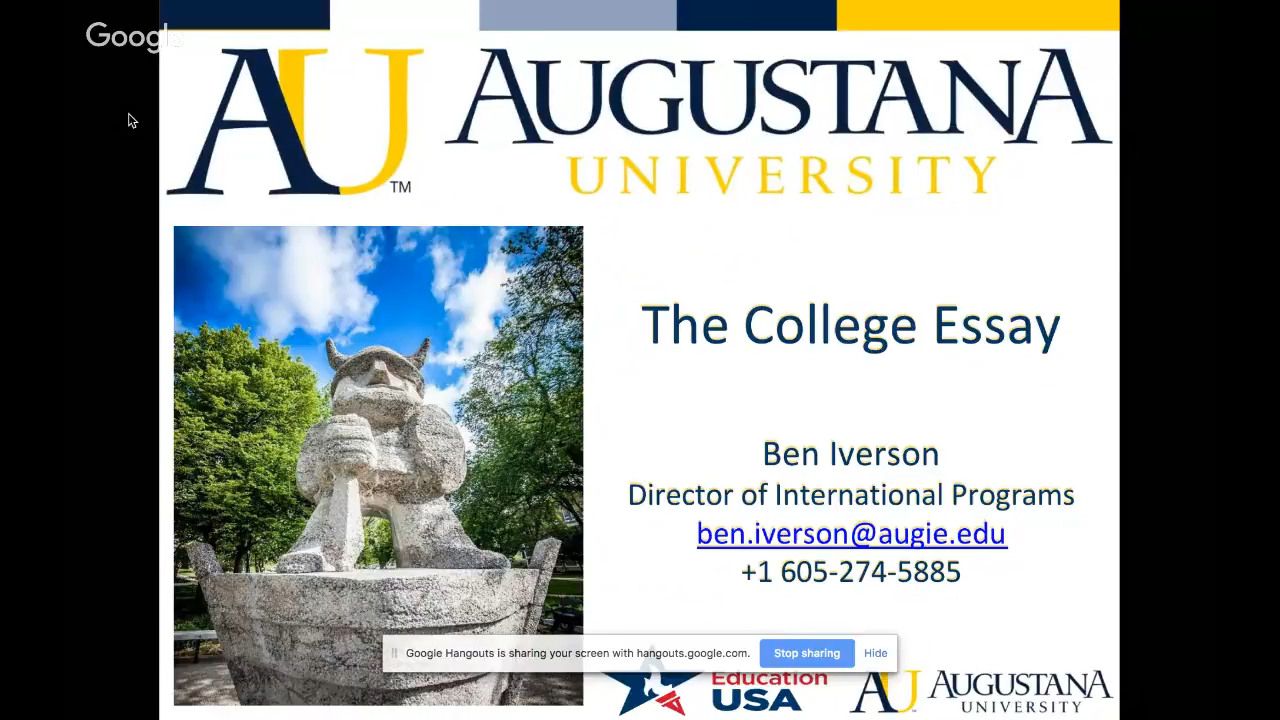 Google
AU
TM
AUGUSTANA
UNIVERSITY
The College Essay
Ben Iverson
Director of International Programs
ben.iverson@augie.edu
+1 605-274-5885
Google Hangouts is sharing your screen with hangouts.google.com.
Stop sharing
Hide
Education
USA
AU
AUGUSTANA
UNIVERSITY